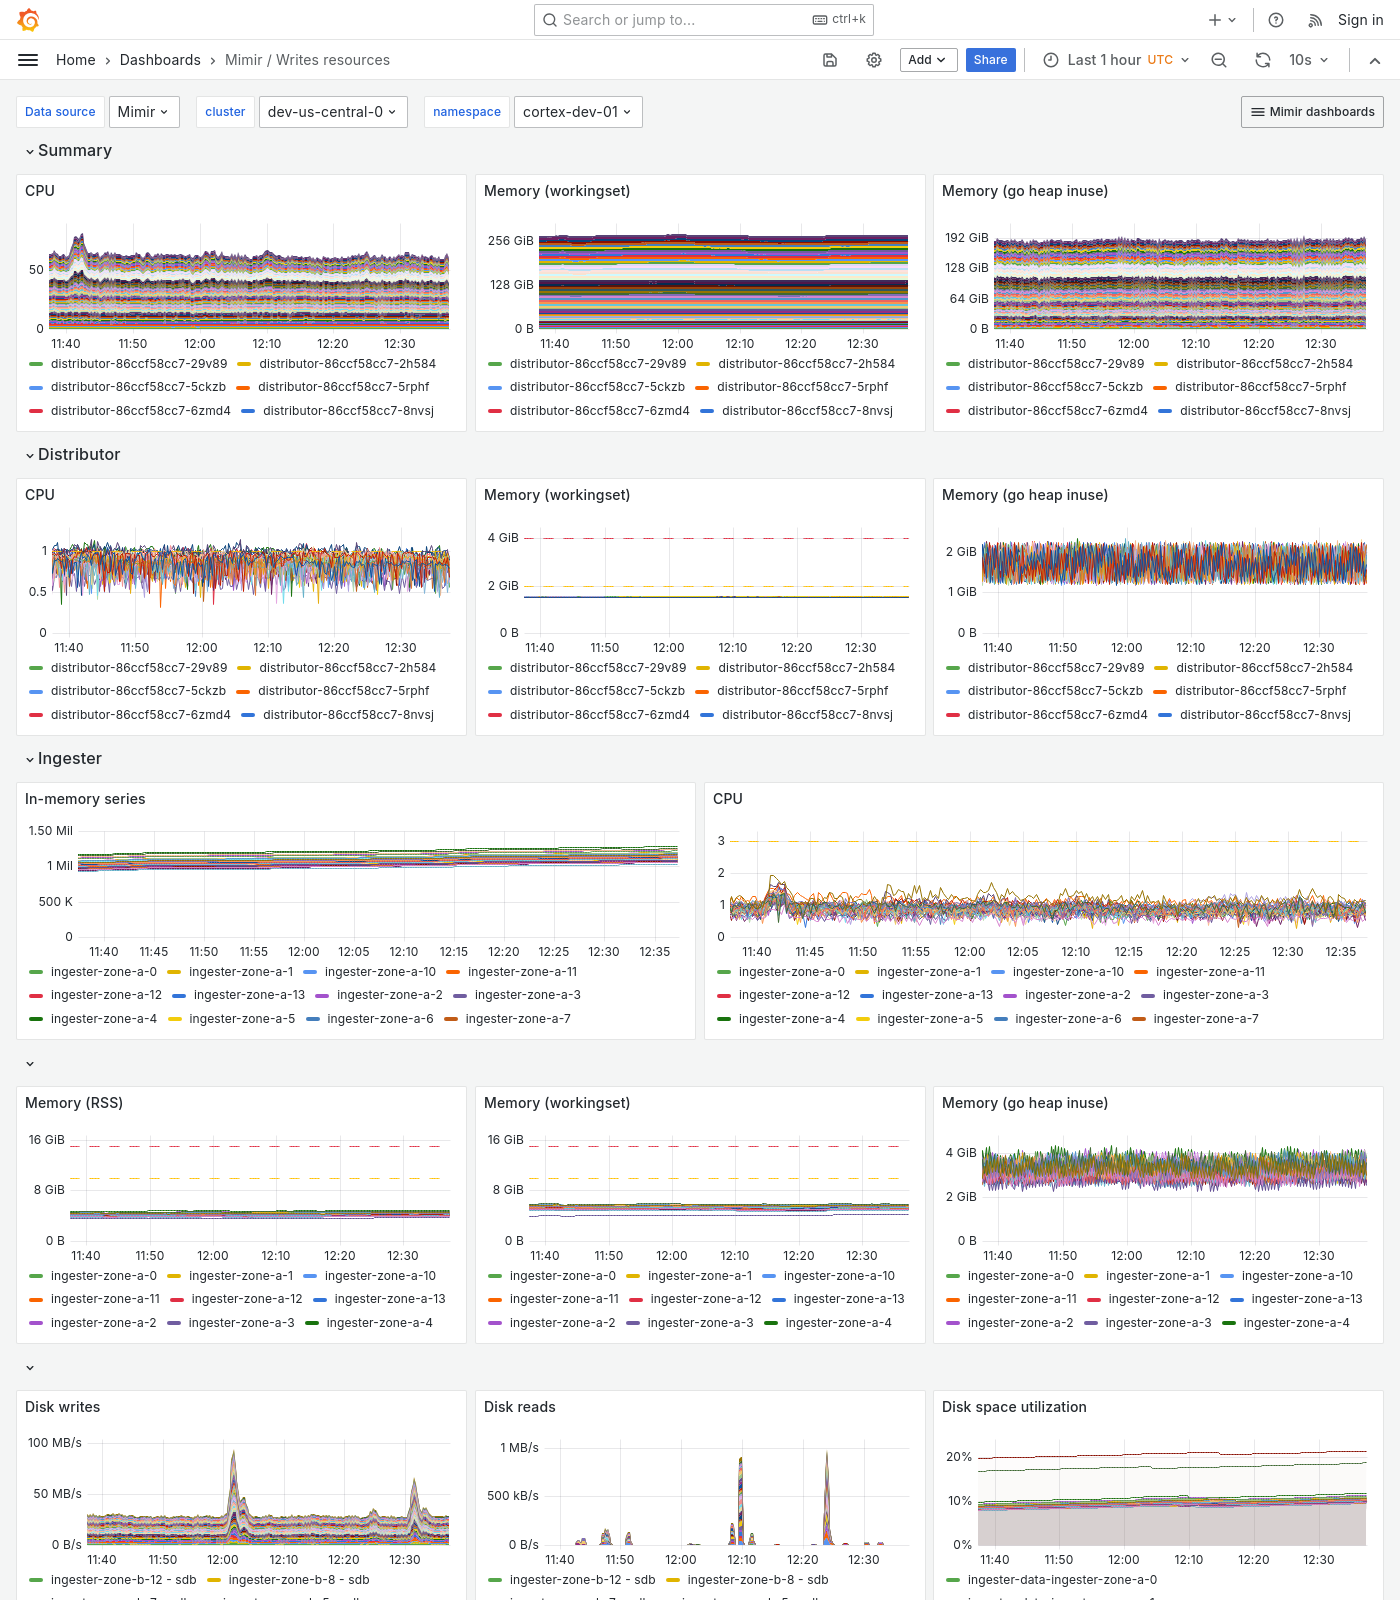 Search or jump to... ctrl+k Sign in
Home > Dashboards > Mimir / Writes resources Add Share Last 1 hour UTC 10s
Data source Mimir cluster dev-us-central-0 namespace cortex-dev-01 Mimir dashboards
Summary
CPU
50
0
11:40 11:50 12:00 12:10 12:20 12:30
distributor-86ccf58cc7-29v89 distributor-86ccf58cc7-2h584
distributor-86ccf58cc7-5ckzb distributor-86ccf58cc7-5rphf
distributor-86ccf58cc7-6zmd4 distributor-86ccf58cc7-8nvsj
Memory (workingset)
256 GiB
128 GiB
0 B
11:40 11:50 12:00 12:10 12:20 12:30
distributor-86ccf58cc7-29v89 distributor-86ccf58cc7-2h584
distributor-86ccf58cc7-5ckzb distributor-86ccf58cc7-5rphf
distributor-86ccf58cc7-6zmd4 distributor-86ccf58cc7-8nvsj
Memory (go heap inuse)
192 GiB
128 GiB
64 GiB
0 B
11:40 11:50 12:00 12:10 12:20 12:30
distributor-86ccf58cc7-29v89 distributor-86ccf58cc7-2h584
distributor-86ccf58cc7-5ckzb distributor-86ccf58cc7-5rphf
distributor-86ccf58cc7-6zmd4 distributor-86ccf58cc7-8nvsj
Distributor
CPU
1
0.5
0
11:40 11:50 12:00 12:10 12:20 12:30
distributor-86ccf58cc7-29v89 distributor-86ccf58cc7-2h584
distributor-86ccf58cc7-5ckzb distributor-86ccf58cc7-5rphf
distributor-86ccf58cc7-6zmd4 distributor-86ccf58cc7-8nvsj
Memory (workingset)
4 GiB
2 GiB
0 B
11:40 11:50 12:00 12:10 12:20 12:30
distributor-86ccf58cc7-29v89 distributor-86ccf58cc7-2h584
distributor-86ccf58cc7-5ckzb distributor-86ccf58cc7-5rphf
distributor-86ccf58cc7-6zmd4 distributor-86ccf58cc7-8nvsj
Memory (go heap inuse)
2 GiB
1 GiB
0 B
11:40 11:50 12:00 12:10 12:20 12:30
distributor-86ccf58cc7-29v89 distributor-86ccf58cc7-2h584
distributor-86ccf58cc7-5ckzb distributor-86ccf58cc7-5rphf
distributor-86ccf58cc7-6zmd4 distributor-86ccf58cc7-8nvsj
Ingester
In-memory series
1.50 Mil
1 Mil
500 K
0
11:40 11:45 11:50 11:55 12:00 12:05 12:10 12:15 12:20 12:25 12:30 12:35
ingester-zone-a-0 ingester-zone-a-1 ingester-zone-a-10 ingester-zone-a-11
ingester-zone-a-12 ingester-zone-a-13 ingester-zone-a-2 ingester-zone-a-3
ingester-zone-a-4 ingester-zone-a-5 ingester-zone-a-6 ingester-zone-a-7
CPU
3
2
1
0
11:40 11:45 11:50 11:55 12:00 12:05 12:10 12:15 12:20 12:25 12:30 12:35
ingester-zone-a-0 ingester-zone-a-1 ingester-zone-a-10 ingester-zone-a-11
ingester-zone-a-12 ingester-zone-a-13 ingester-zone-a-2 ingester-zone-a-3
ingester-zone-a-4 ingester-zone-a-5 ingester-zone-a-6 ingester-zone-a-7
Memory (RSS)
16 GiB
8 GiB
0 B
11:40 11:50 12:00 12:10 12:20 12:30
ingester-zone-a-0 ingester-zone-a-1 ingester-zone-a-10
ingester-zone-a-11 ingester-zone-a-12 ingester-zone-a-13
ingester-zone-a-2 ingester-zone-a-3 ingester-zone-a-4
Memory (workingset)
16 GiB
8 GiB
0 B
11:40 11:50 12:00 12:10 12:20 12:30
ingester-zone-a-0 ingester-zone-a-1 ingester-zone-a-10
ingester-zone-a-11 ingester-zone-a-12 ingester-zone-a-13
ingester-zone-a-2 ingester-zone-a-3 ingester-zone-a-4
Memory (go heap inuse)
4 GiB
2 GiB
0 B
11:40 11:50 12:00 12:10 12:20 12:30
ingester-zone-a-0 ingester-zone-a-1 ingester-zone-a-10
ingester-zone-a-11 ingester-zone-a-12 ingester-zone-a-13
ingester-zone-a-2 ingester-zone-a-3 ingester-zone-a-4
Disk writes
100 MB/s
50 MB/s
0 B/s
11:40 11:50 12:00 12:10 12:20 12:30
ingester-zone-b-12 - sdb ingester-zone-b-8 - sdb
Disk reads
1 MB/s
500 kB/s
0 B/s
11:40 11:50 12:00 12:10 12:20 12:30
ingester-zone-b-12 - sdb ingester-zone-b-8 - sdb
Disk space utilization
20%
10%
0%
11:40 11:50 12:00 12:10 12:20 12:30
ingester-data-ingester-zone-a-0